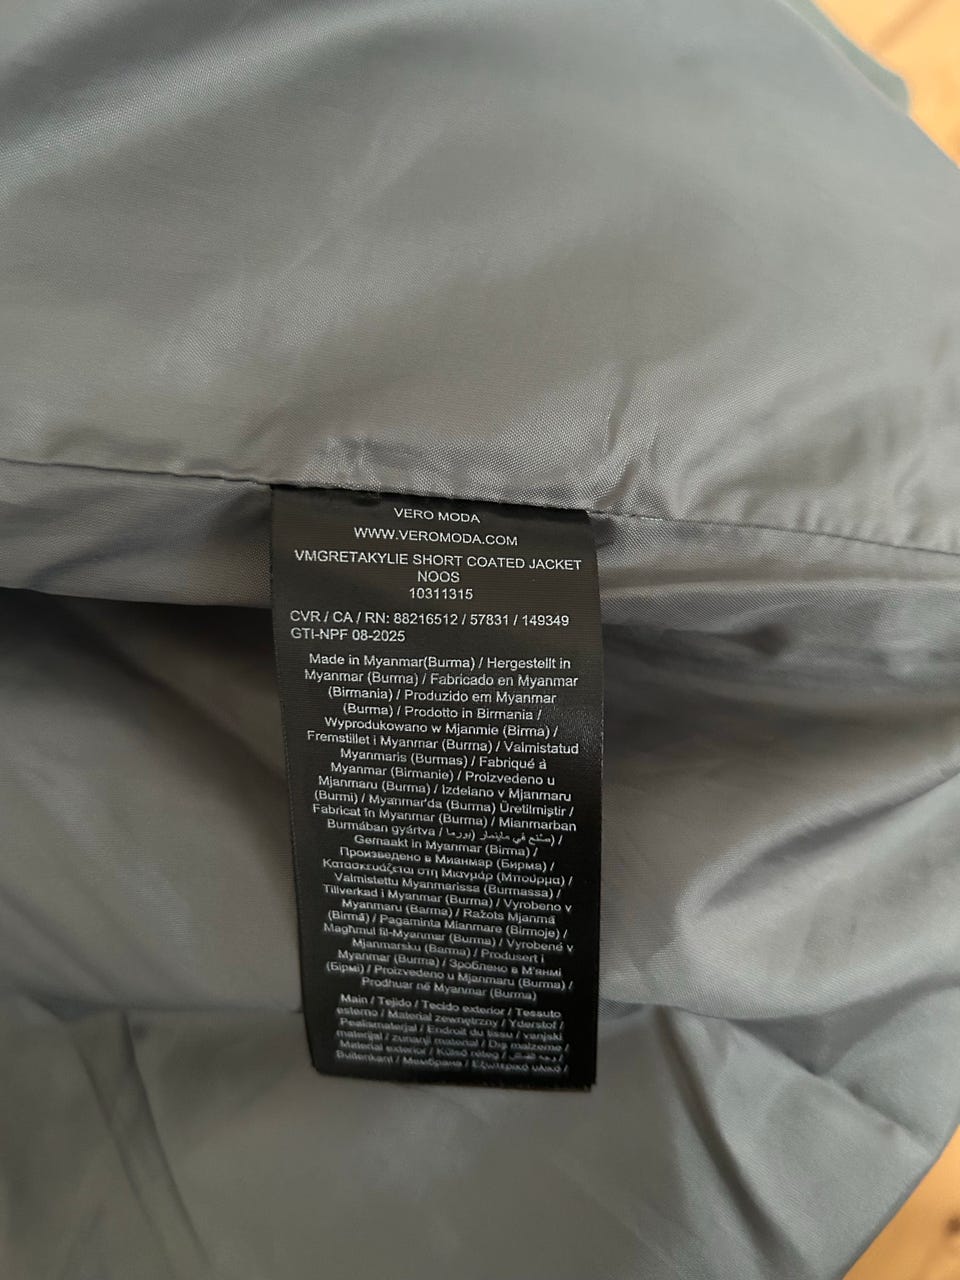 VERO MODA
WWW.VEROMODA.COM
VMGRETAKYLIE SHORT COATED JACKET
NOOS
10311315
CVR / CA / RN: 88216512 / 57831 / 149349
GTI-NPF 08-2025
Made in Myanmar(Burma) / Hergestellt in
Myanmar (Burma) / Fabricado en Myanmar
(Birmania) / Produzido em Myanmar
(Burma) / Prodotto in Birmania /
Wyprodukowano w Mjanmie (Birma) /
Fremstillet i Myanmar (Burma) / Valmistatud
Myanmaris (Burmas) / Fabriqué à
Myanmar (Birmanie) / Proizvedeno u
Mjanmaru (Burma) / Izdelano v Mjanmaru
(Burmi) / Myanmar'da (Burma) Üretilmiştir /
Fabricat în Myanmar (Burma) / Mianmarban
Burmában gyártva / صنع في ميانمار (بورما) /
Gemaakt in Myanmar (Birma) /
Произведено в Мианмар (Бирма) /
Κατασκευάζεται στη Μιανμάρ (Μπούρμα) /
Valmistettu Myanmarissa (Burmassa) /
Tillverkad i Myanmar (Burma) / Vyrobeno v
Myanmaru (Barma) / Ražots Mjanmā
(Birmā) / Pagaminta Mianmare (Birmoje) /
Magħmul fil-Myanmar (Burma) / Vyrobené v
Mjanmarsku (Barma) / Produsert i
Myanmar (Burma) / Зроблено в М'янмі
(Бірмі) / Proizvedeno u Mjanmaru (Burma) /
Prodhuar në Myanmar (Burma)
Main / Tejido / Tecido exterior / Tessuto
esterno / Materiał zewnętrzny / Yderstof /
Pealismaterjal / Endroit du tissu / vanjski
materijal / zunanji material / Dış malzeme /
Material exterior / Külső réteg / وجه القماش /
Buitenkant / Мембрана / Εξωτερικό υλικό /